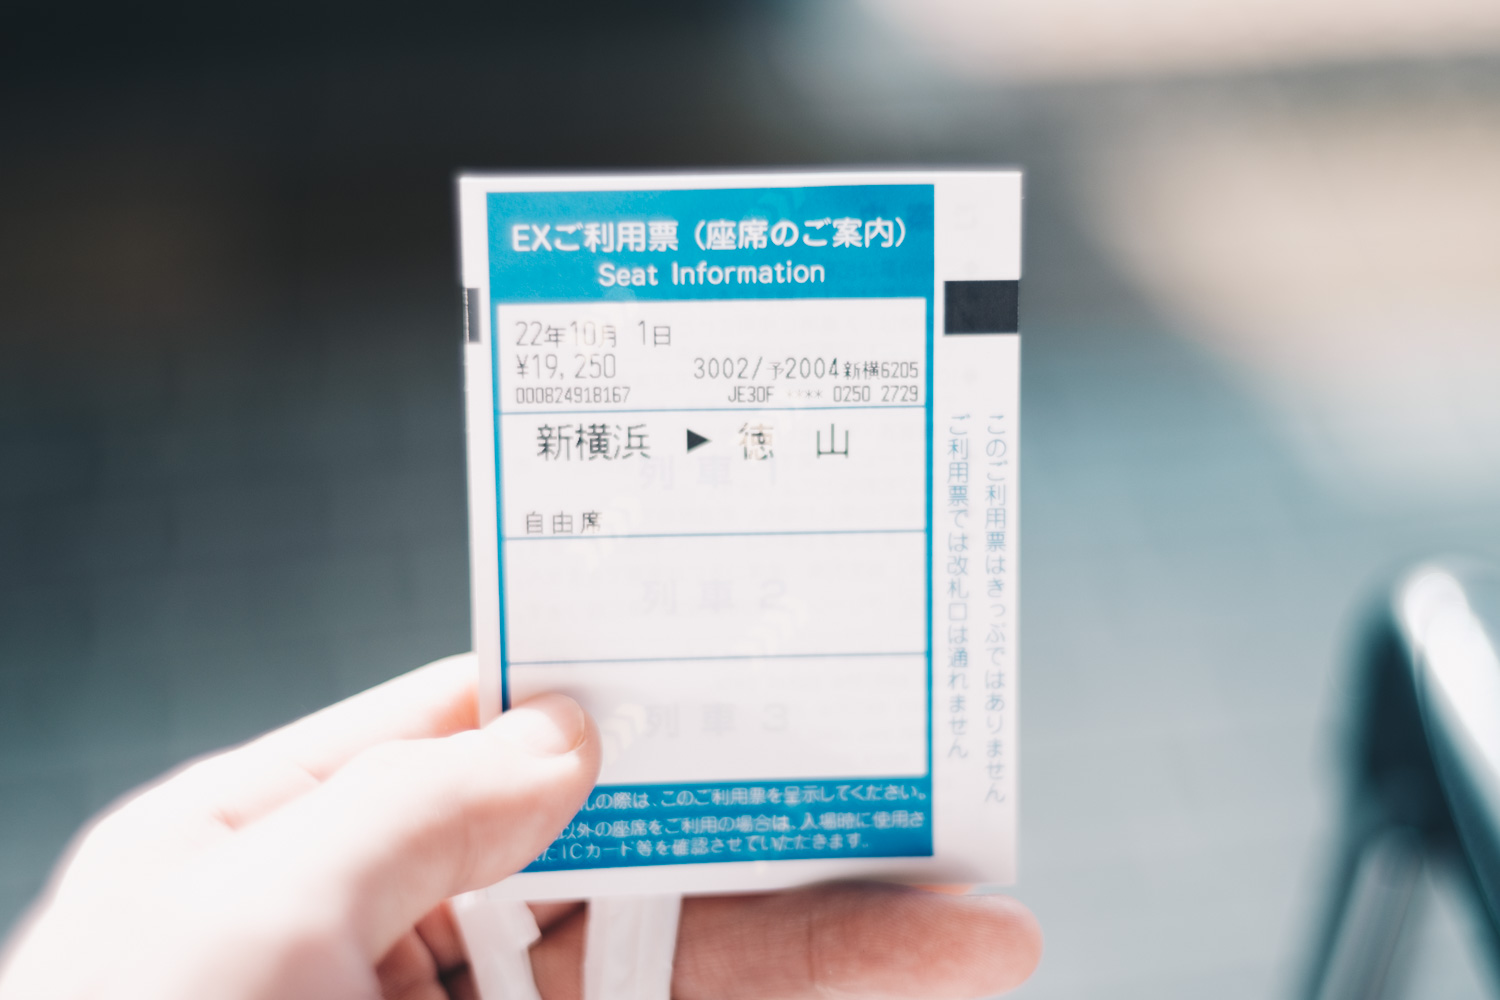 EXご利用票（座席のご案内）
Seat Information
22年10月 1日
¥19,250 3002/予2004新横6205
000824918167 JE30F **** 0250 2729
新横浜 ▶ 徳 山
列 車 1
自由席
列 車 2
列 車 3
の際は、このご利用票を呈示してください。
以外の座席をご利用の場合は、入場時に使用さ
たICカード等を確認させていただきます。
このご利用票はきっぷではありません
ご利用票では改札口は通れません